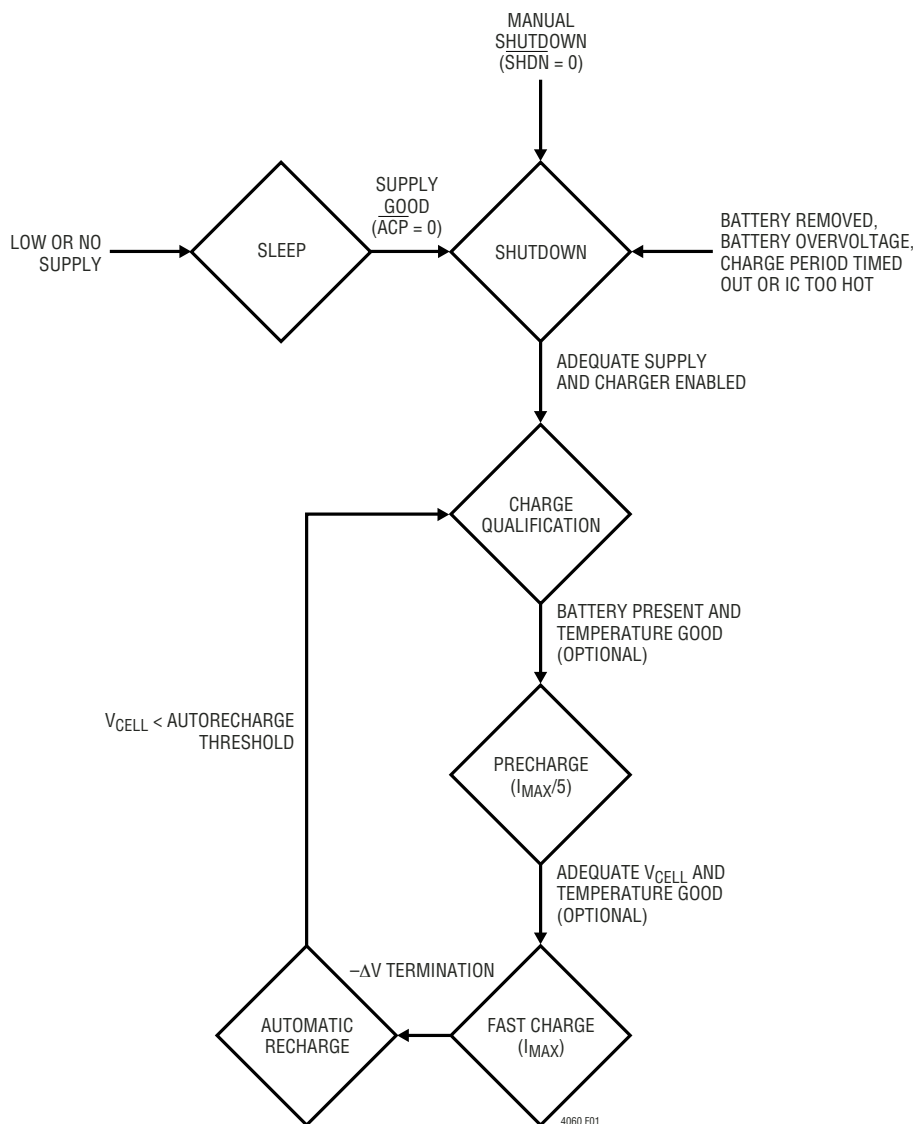 MANUAL
SHUTDOWN
(SHDN = 0)
SUPPLY
GOOD
(ACP = 0)
LOW OR NO
SUPPLY
SLEEP
SHUTDOWN
BATTERY REMOVED,
BATTERY OVERVOLTAGE,
CHARGE PERIOD TIMED
OUT OR IC TOO HOT
ADEQUATE SUPPLY
AND CHARGER ENABLED
CHARGE
QUALIFICATION
BATTERY PRESENT AND
TEMPERATURE GOOD
(OPTIONAL)
VCELL < AUTORECHARGE
THRESHOLD
PRECHARGE
(IMAX/5)
ADEQUATE VCELL AND
TEMPERATURE GOOD
(OPTIONAL)
–ΔV TERMINATION
AUTOMATIC
RECHARGE
FAST CHARGE
(IMAX)
4060 F01